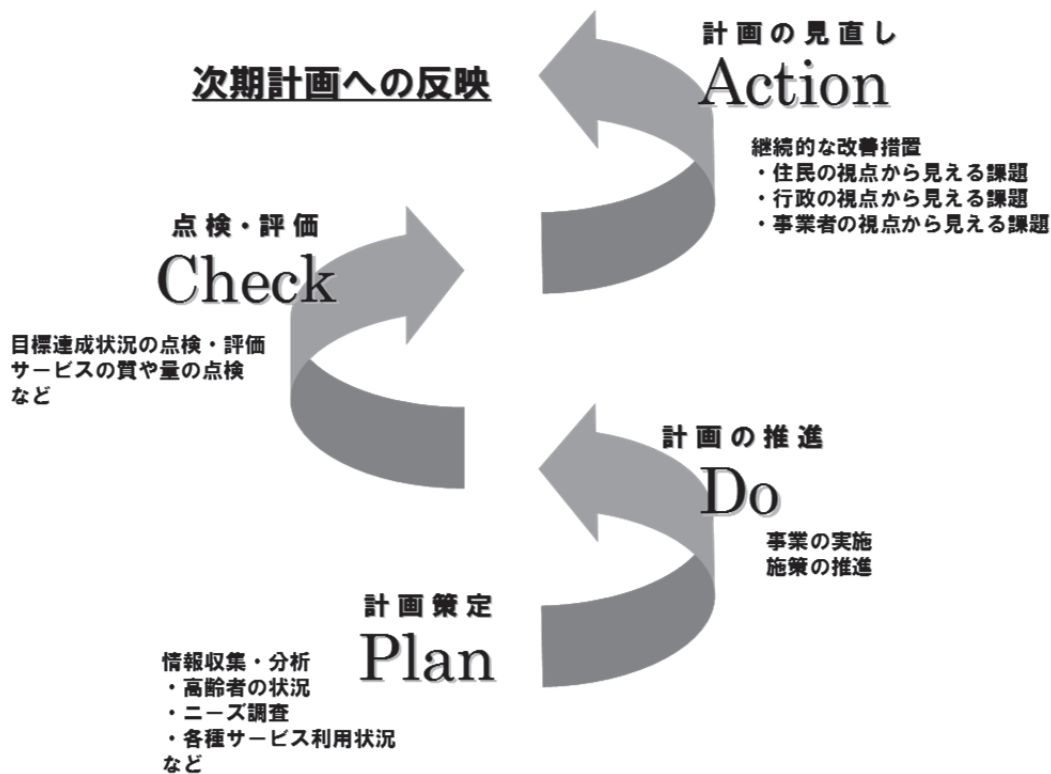 計画の見直し
Action
次期計画への反映
継続的な改善措置
・住民の視点から見える課題
・行政の視点から見える課題
・事業者の視点から見える課題
点検・評価
Check
目標達成状況の点検・評価
サービスの質や量の点検
など
計画の推進
Do
事業の実施
施策の推進
計画策定
Plan
情報収集・分析
・高齢者の状況
・ニーズ調査
・各種サービス利用状況
など